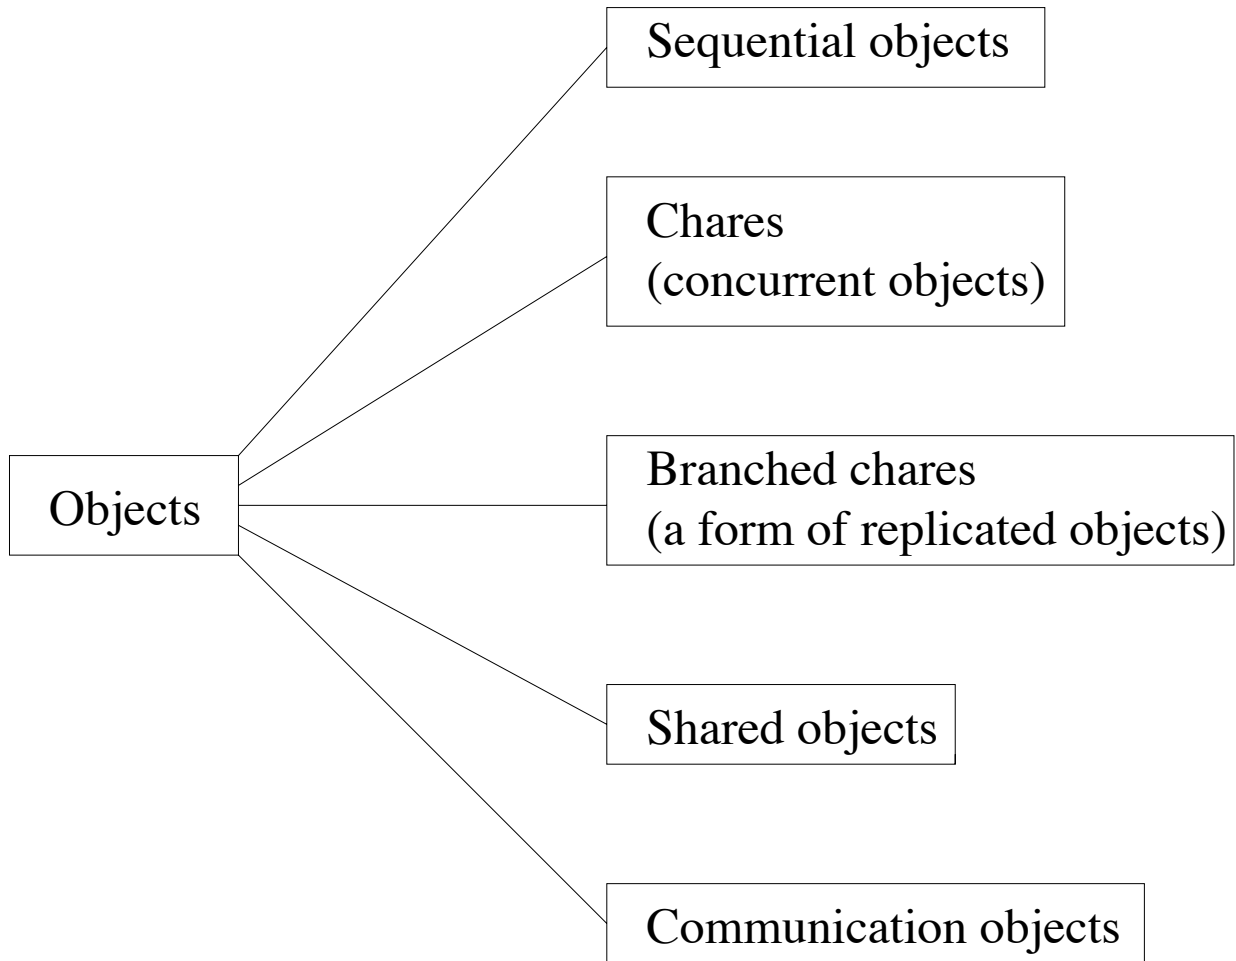 Sequential objects
Chares
(concurrent objects)
Branched chares
(a form of replicated objects)
Objects
Shared objects
Communication objects